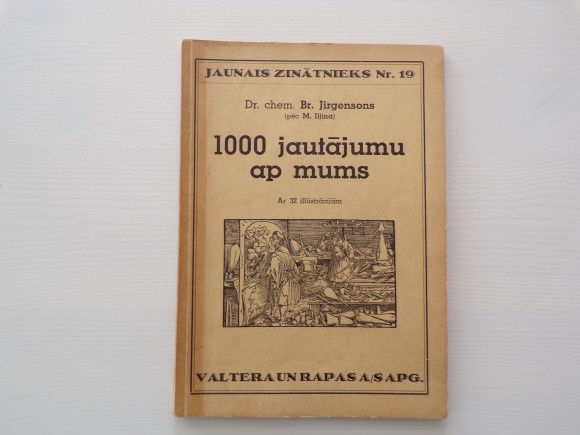 JAUNAIS ZINĀTNIEKS Nr. 19
Dr. chem. Br. Jirgensons
(pēc M. Iljina)
1000 jautājumu
ap mums
Ar 32 illūstrācijām
VALTERA UN RAPAS A/S APG.